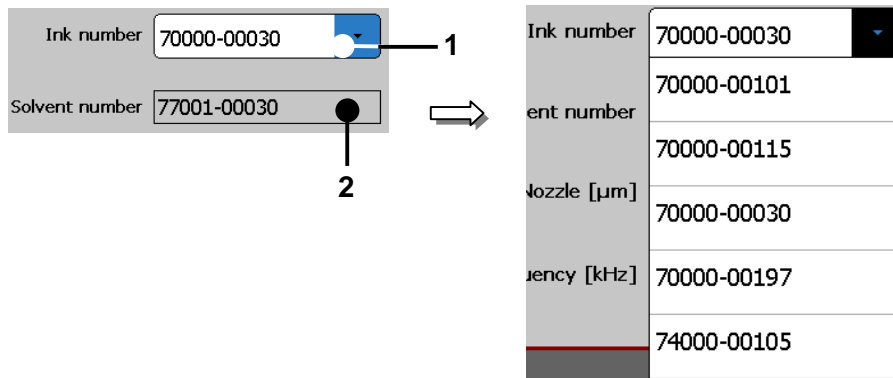 Ink number 70000-00030
1
Solvent number 77001-00030
2
Ink number 70000-00030
70000-00101
ent number
70000-00115
Nozzle [µm]
70000-00030
uency [kHz] 70000-00197
74000-00105